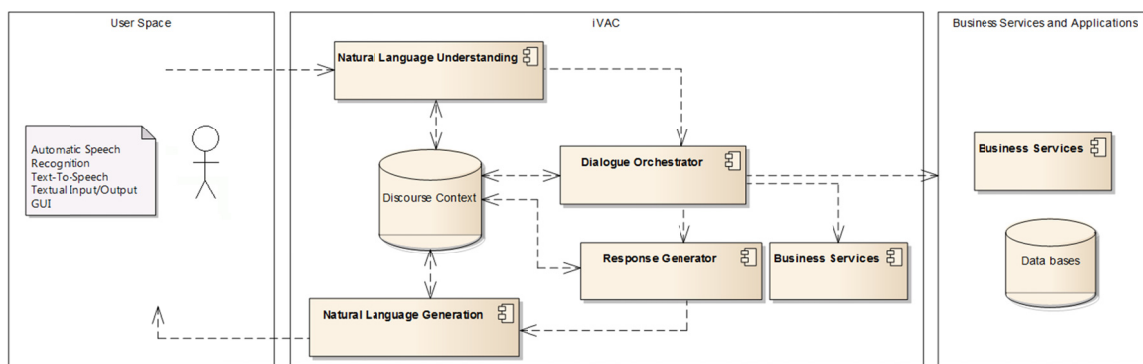 User Space
iVAC
Business Services and Applications
Natural Language Understanding
Automatic Speech
Recognition
Text-To-Speech
Textual Input/Output
GUI
Dialogue Orchestrator
Business Services
Discourse Context
Response Generator
Business Services
Data bases
Natural Language Generation